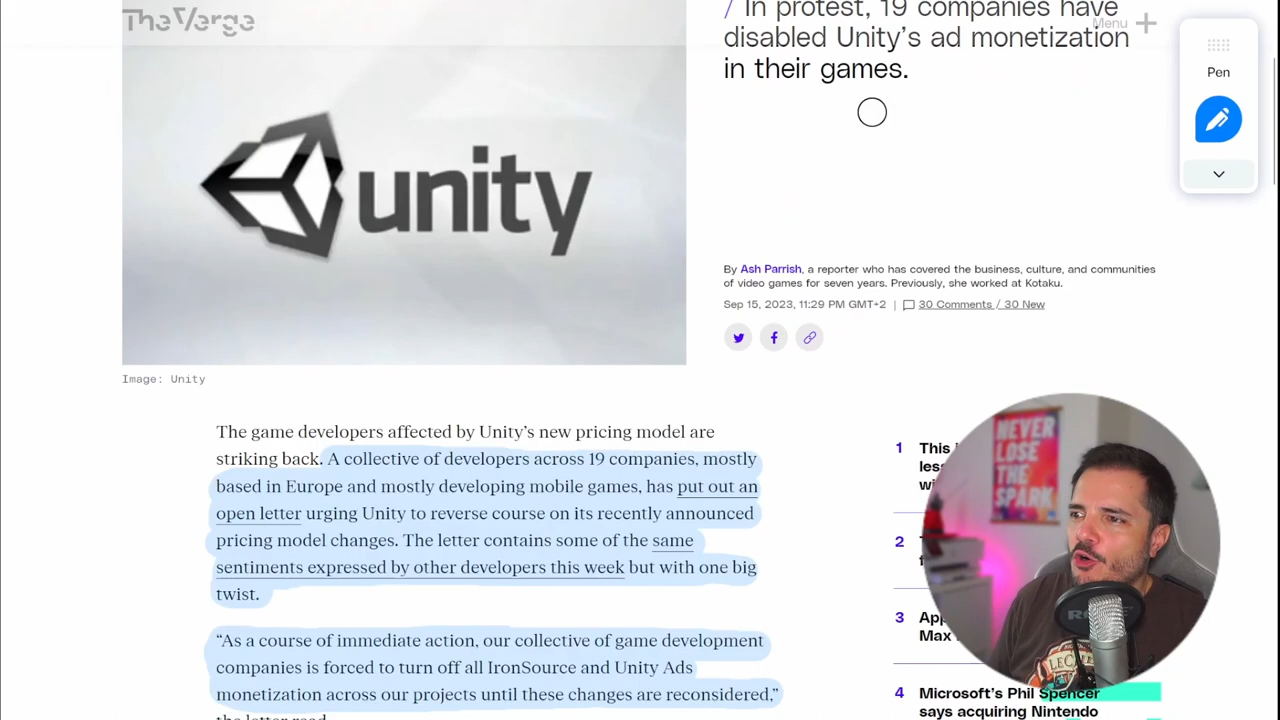 The Verge
/ In protest, 19 companies have
disabled Unity's ad monetization
in their games.
Menu
Pen
unity
By Ash Parrish, a reporter who has covered the business, culture, and communities
of video games for seven years. Previously, she worked at Kotaku.
Sep 15, 2023, 11:29 PM GMT+2 | 30 Comments / 30 New
Image: Unity
The game developers affected by Unity's new pricing model are
striking back. A collective of developers across 19 companies, mostly
based in Europe and mostly developing mobile games, has put out an
open letter urging Unity to reverse course on its recently announced
pricing model changes. The letter contains some of the same
sentiments expressed by other developers this week but with one big
twist.
“As a course of immediate action, our collective of game development
companies is forced to turn off all IronSource and Unity Ads
monetization across our projects until these changes are reconsidered,”
the letter read
1 This
2
3
Max
4 Microsoft's Phil Spencer
says acquiring Nintendo
NEVER
LOSE
THE
SPARK